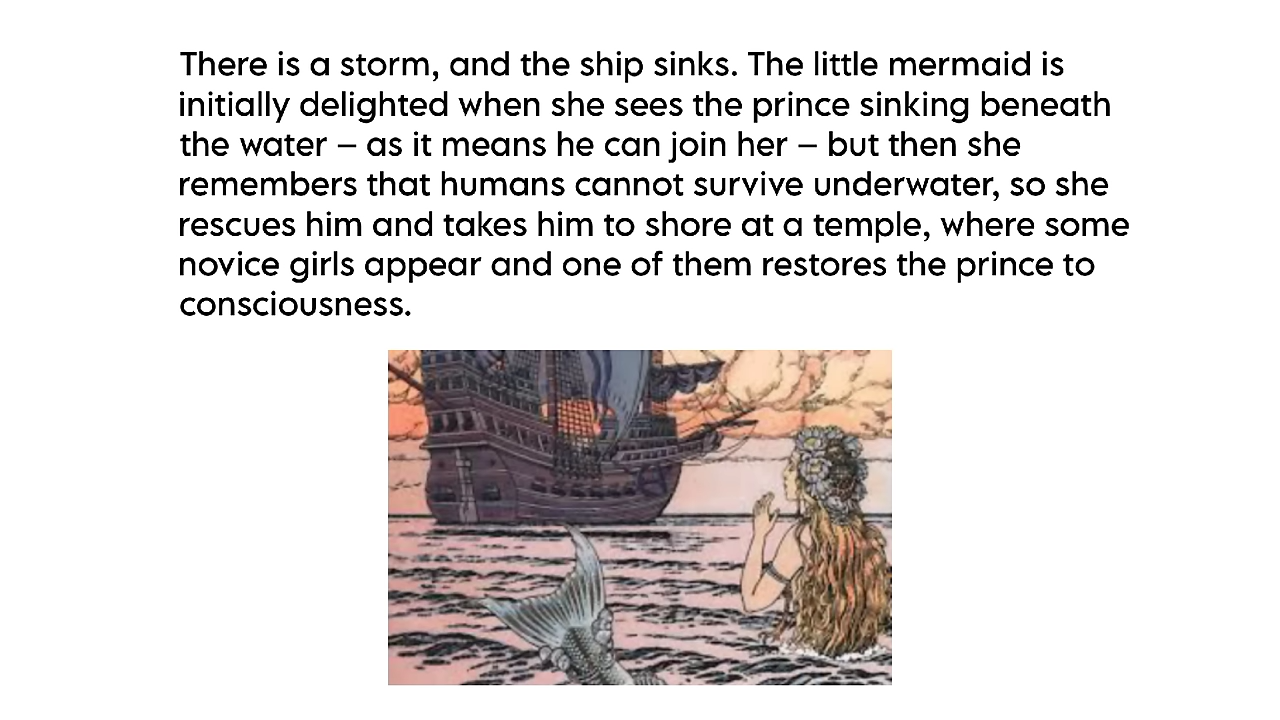 There is a storm, and the ship sinks. The little mermaid is
initially delighted when she sees the prince sinking beneath
the water – as it means he can join her – but then she
remembers that humans cannot survive underwater, so she
rescues him and takes him to shore at a temple, where some
novice girls appear and one of them restores the prince to
consciousness.